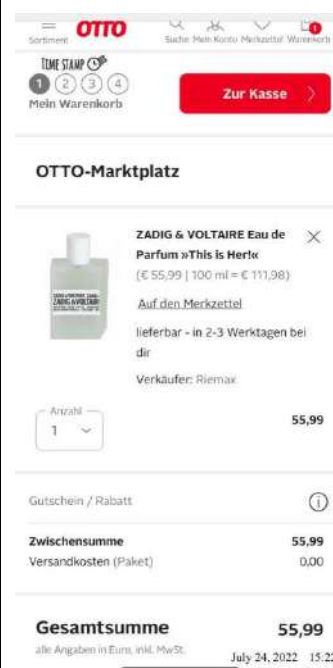 OTTO
Sortiment
Suche Mein Konto Merkzettel Warenkorb
TIME STAMP
1 2 3 4
Mein Warenkorb
Zur Kasse
OTTO-Marktplatz
ZADIG & VOLTAIRE Eau de
Parfum »This is Her!«
(€ 55,99 | 100 ml = € 111,98)
Auf den Merkzettel
lieferbar - in 2-3 Werktagen bei
dir
Verkäufer: Riemax
Anzahl
1
55,99
Gutschein / Rabatt
Zwischensumme 55,99
Versandkosten (Paket) 0,00
Gesamtsumme 55,99
alle Angaben in Euro, inkl. MwSt.
July 24, 2022